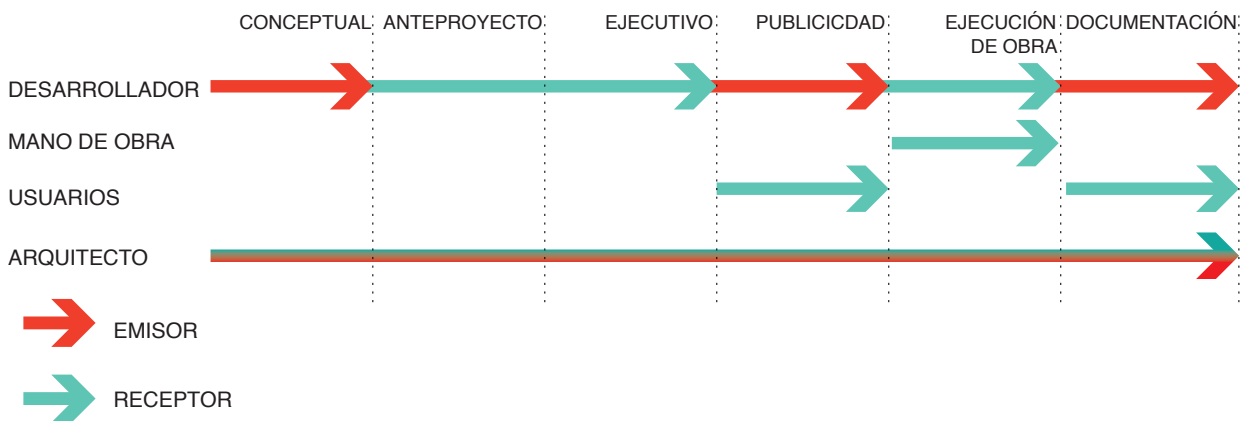 CONCEPTUAL
ANTEPROYECTO
EJECUTIVO
PUBLICICDAD
EJECUCIÓN
DE OBRA
DOCUMENTACIÓN
DESARROLLADOR
MANO DE OBRA
USUARIOS
ARQUITECTO
EMISOR
RECEPTOR